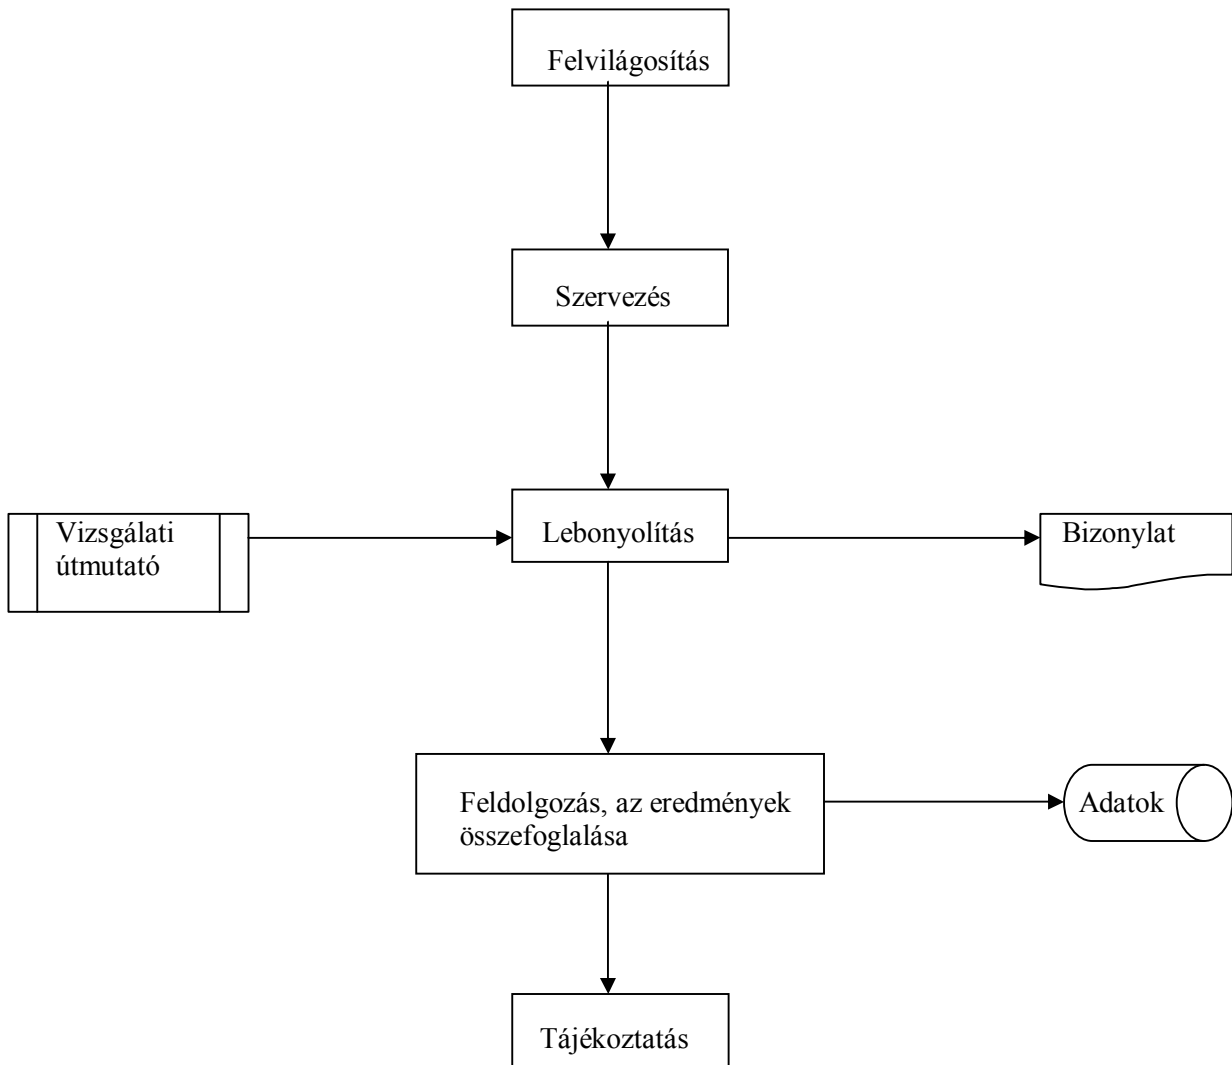 Felvilágosítás
Szervezés
Vizsgálati
útmutató
Lebonyolítás
Bizonylat
Feldolgozás, az eredmények
összefoglalása
Adatok
Tájékoztatás